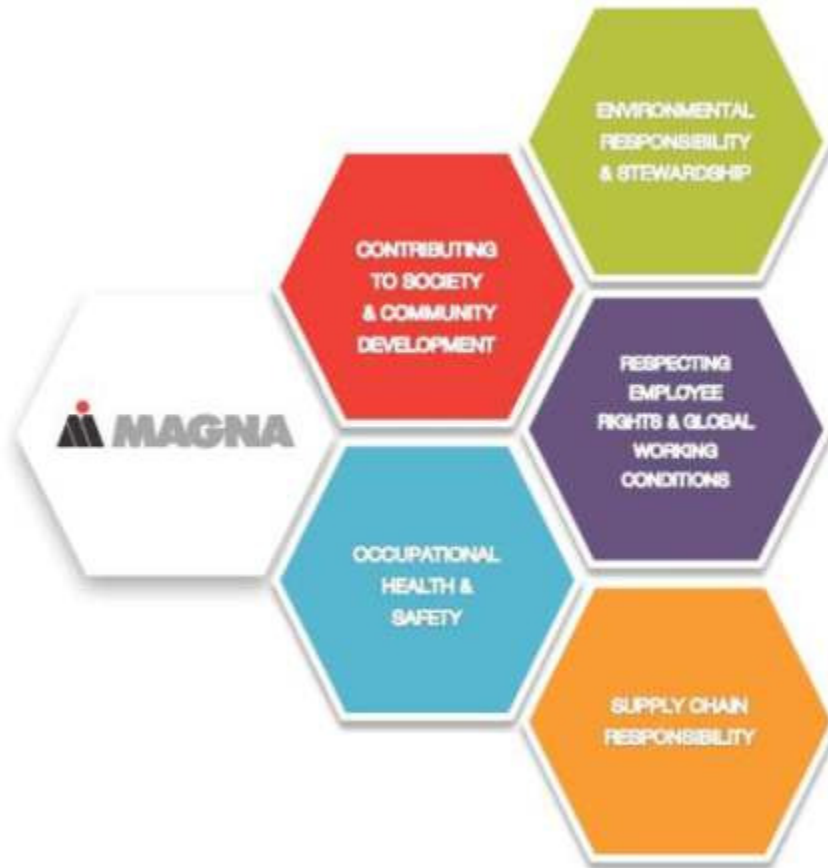 ENVIRONMENTAL
RESPONSIBILITY
& STEWARDSHIP
CONTRIBUTING
TO SOCIETY
& COMMUNITY
DEVELOPMENT
RESPECTING
EMPLOYEE
RIGHTS & GLOBAL
WORKING
CONDITIONS
MAGNA
OCCUPATIONAL
HEALTH &
SAFETY
SUPPLY CHAIN
RESPONSIBILITY